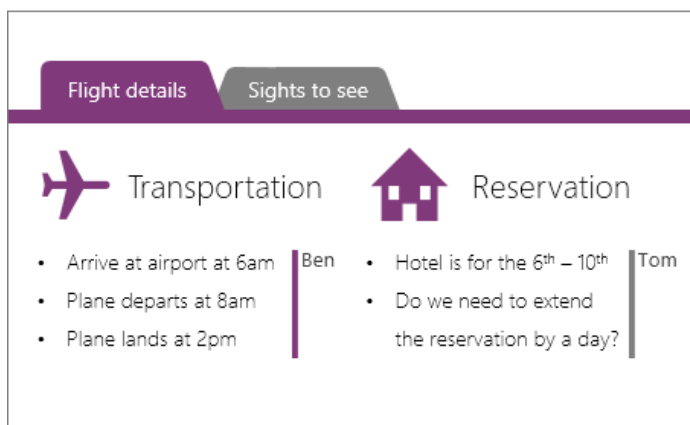 Flight details
Sights to see
Transportation
• Arrive at airport at 6am
• Plane departs at 8am
• Plane lands at 2pm
Ben
Reservation
• Hotel is for the 6th – 10th
• Do we need to extend
the reservation by a day?
Tom